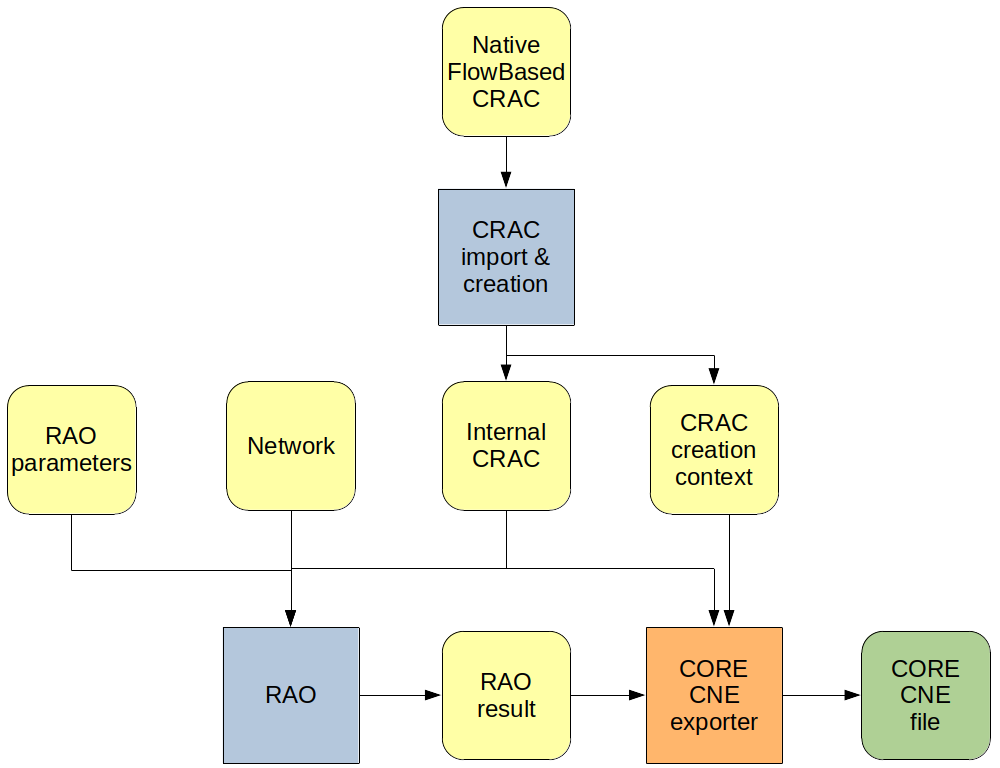 Native
FlowBased
CRAC
CRAC
import &
creation
RAO
parameters
Network
Internal
CRAC
CRAC
creation
context
RAO
RAO
result
CORE
CNE
exporter
CORE
CNE
file